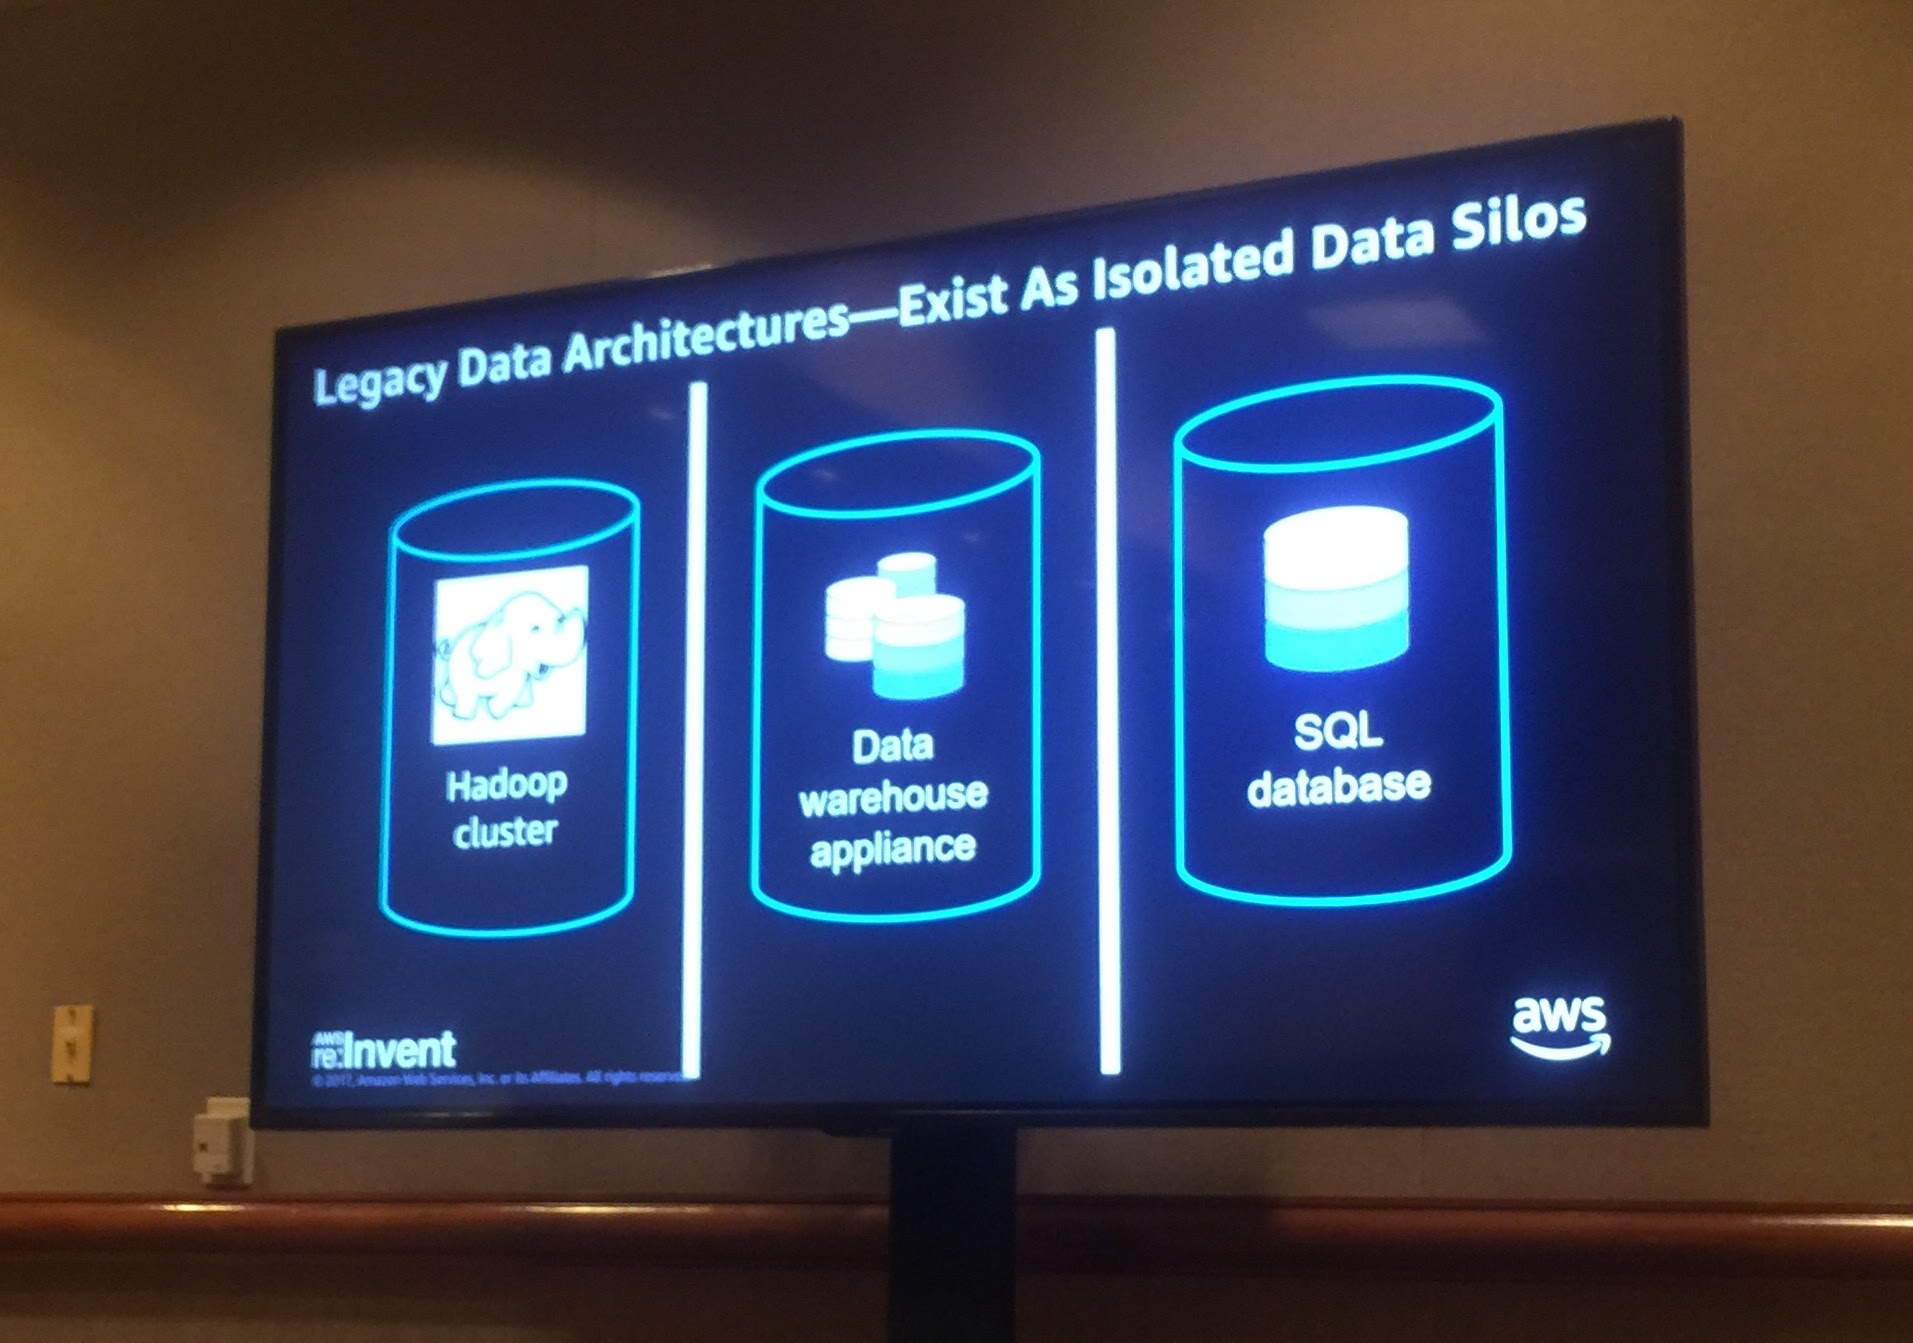 Legacy Data Architectures—Exist As Isolated Data Silos
Hadoop
cluster
Data
warehouse
appliance
SQL
database
AWS
re:Invent
© 2017, Amazon Web Services, Inc. or its Affiliates. All rights reserve
aws